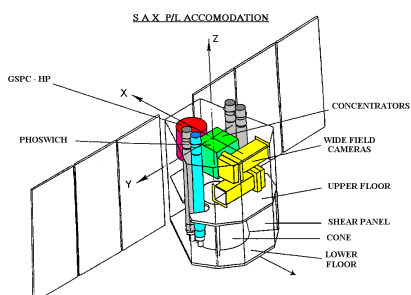 S A X P/L ACCOMODATION
Z
X
GSPC - HP
CONCENTRATORS
PHOSWICH
WIDE FIELD
CAMERAS
Y
UPPER FLOOR
SHEAR PANEL
CONE
LOWER
FLOOR